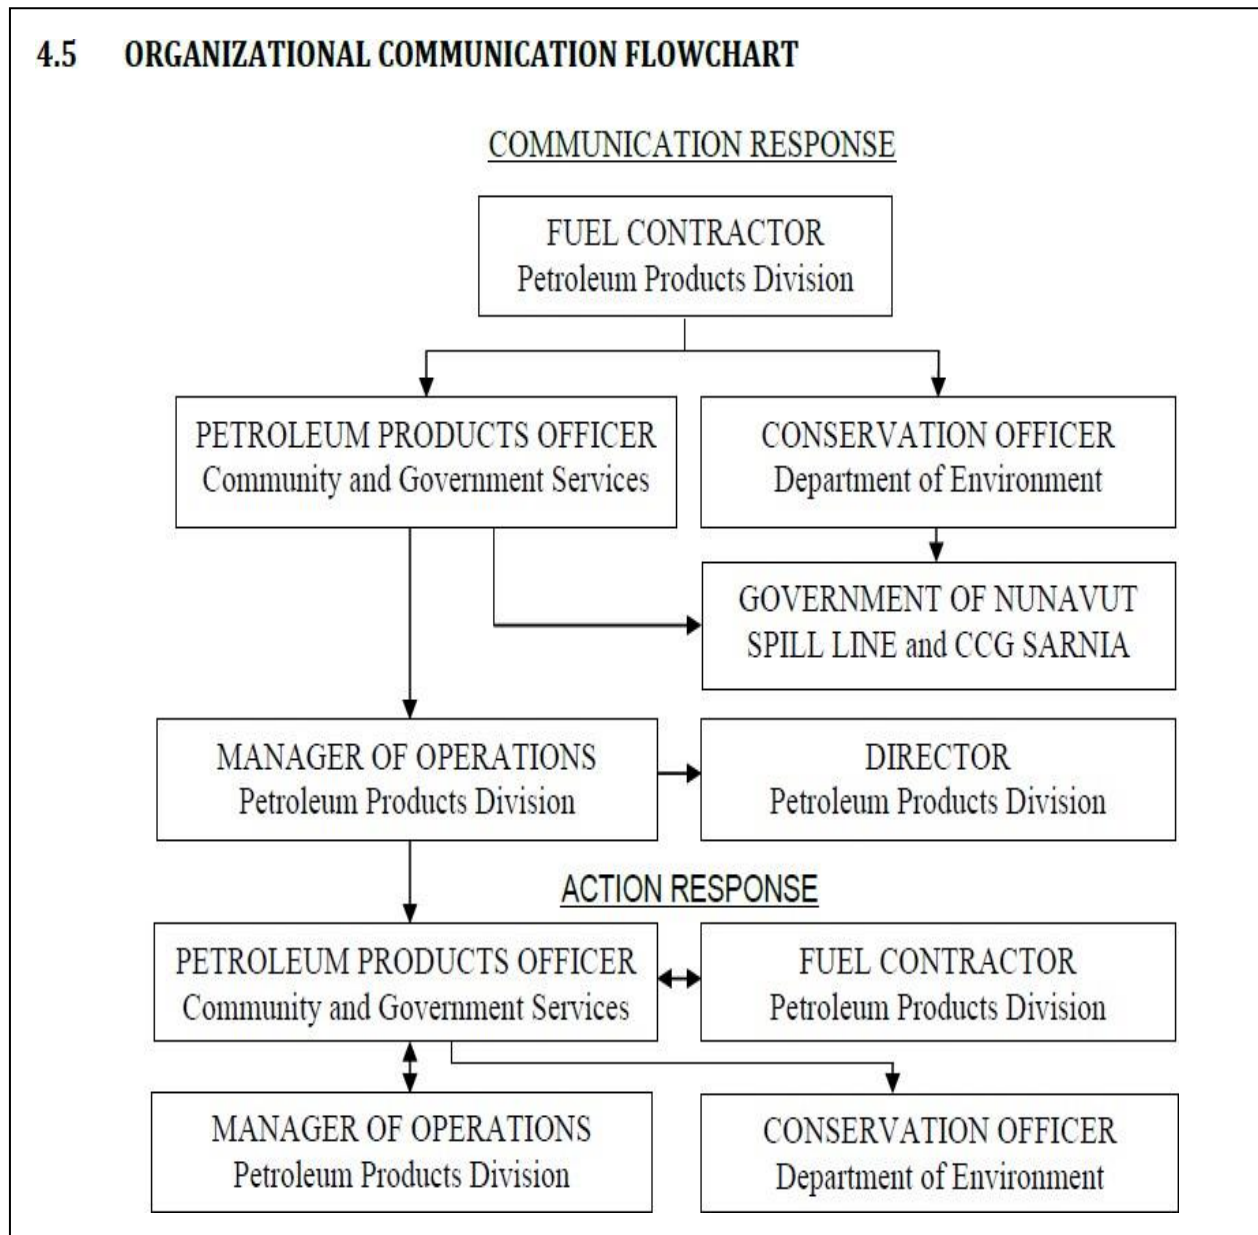 4.5 ORGANIZATIONAL COMMUNICATION FLOWCHART
COMMUNICATION RESPONSE
FUEL CONTRACTOR
Petroleum Products Division
PETROLEUM PRODUCTS OFFICER
Community and Government Services
CONSERVATION OFFICER
Department of Environment
GOVERNMENT OF NUNAVUT
SPILL LINE and CCG SARNIA
MANAGER OF OPERATIONS
Petroleum Products Division
DIRECTOR
Petroleum Products Division
ACTION RESPONSE
PETROLEUM PRODUCTS OFFICER
Community and Government Services
FUEL CONTRACTOR
Petroleum Products Division
MANAGER OF OPERATIONS
Petroleum Products Division
CONSERVATION OFFICER
Department of Environment